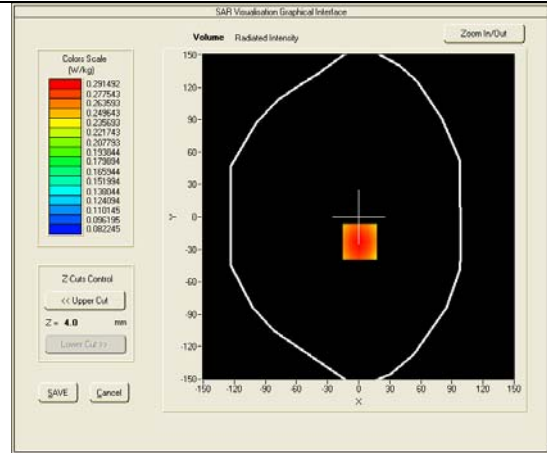 SAR Visualisation Graphical Interface
Volume Radiated Intensity
Zoom In/Out
Colors Scale
(W/kg)
0.291492
0.277543
0.263593
0.249643
0.235693
0.221743
0.207793
0.193844
0.179894
0.165944
0.151994
0.138044
0.124094
0.110145
0.096195
0.082245
150
120
90
60
30
0
-30
-60
-90
-120
-150
Y
-150 -120 -90 -60 -30 0 30 60 90 120 150
X
Z Cuts Control
<< Upper Cut
Z = 4.0 mm
Lower Cut >>
SAVE Cancel